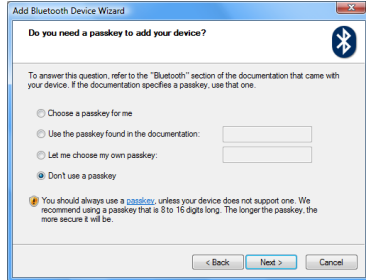 Add Bluetooth Device Wizard
Do you need a passkey to add your device?
To answer this question, refer to the "Bluetooth" section of the documentation that came with
your device. If the documentation specifies a passkey, use that one.
Choose a passkey for me
Use the passkey found in the documentation:
Let me choose my own passkey:
Don't use a passkey
You should always use a passkey, unless your device does not support one. We
recommend using a passkey that is 8 to 16 digits long. The longer the passkey, the
more secure it will be.
< Back
Next >
Cancel